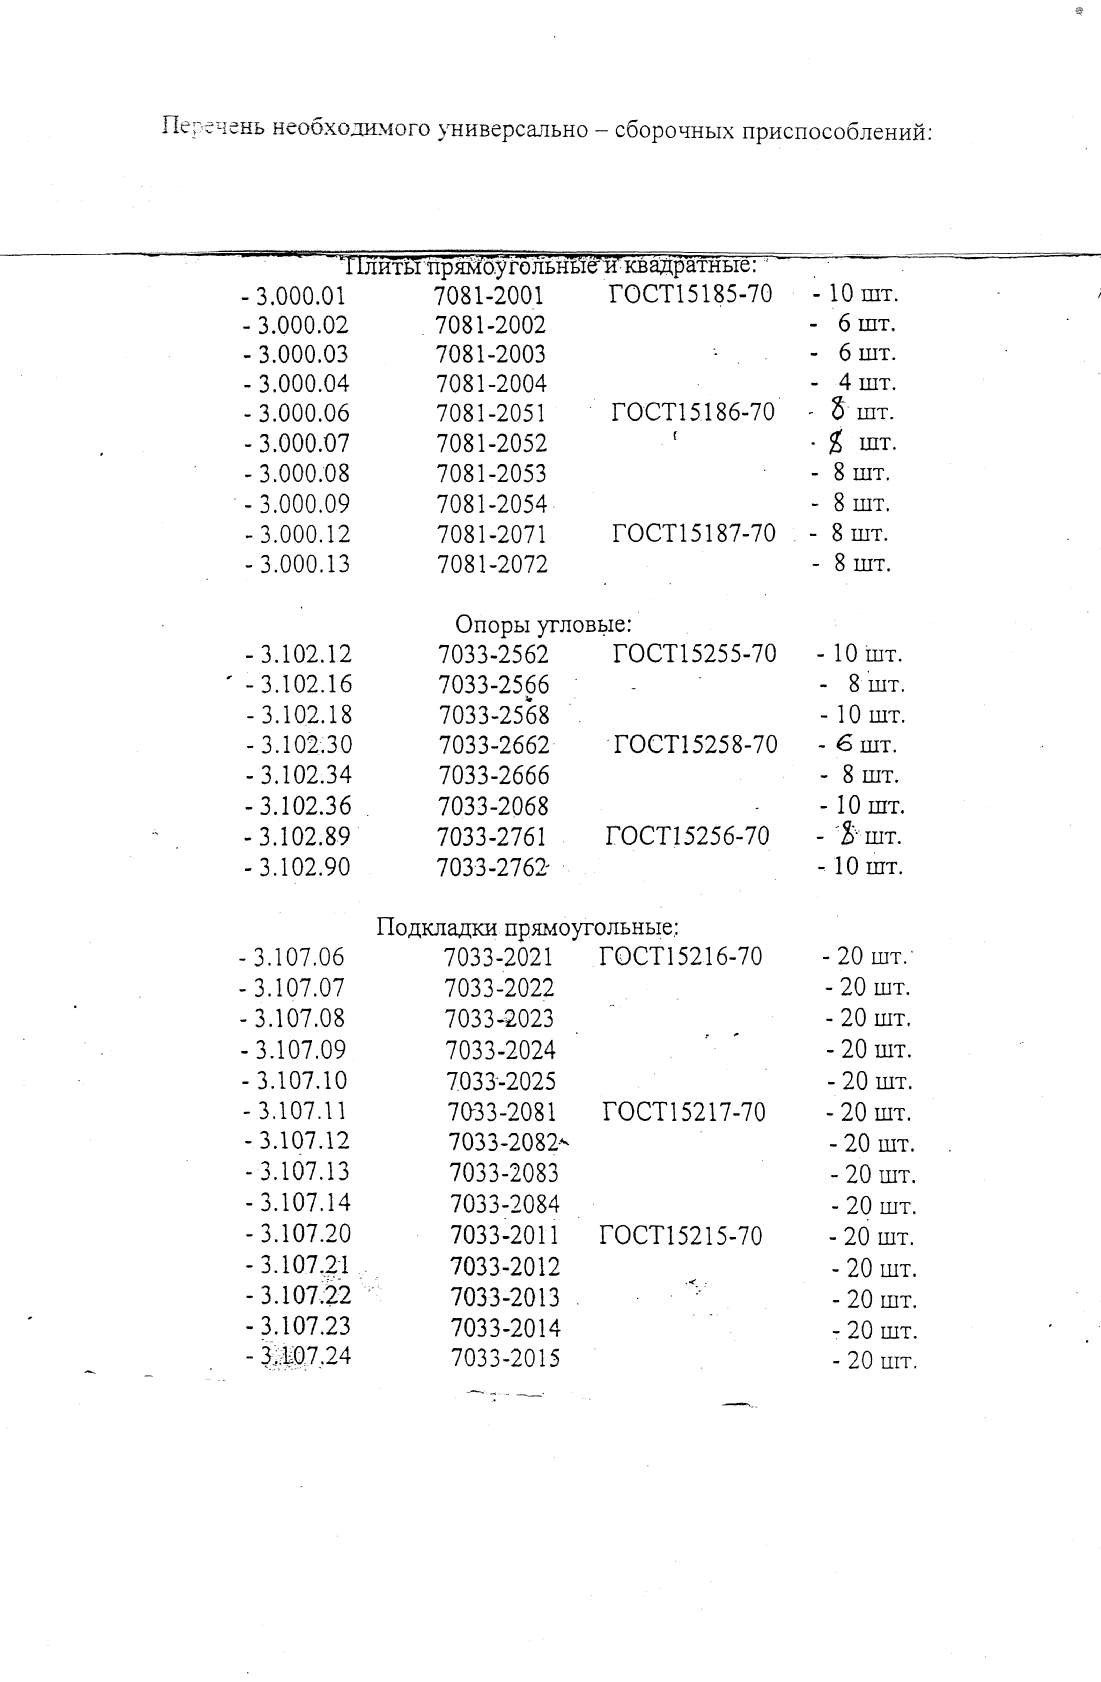 Перечень необходимого универсально – сборочных приспособлений:
Плиты прямоугольные и квадратные:
- 3.000.01 7081-2001 ГОСТ15185-70 - 10 шт.
- 3.000.02 7081-2002 - 6 шт.
- 3.000.03 7081-2003 - 6 шт.
- 3.000.04 7081-2004 - 4 шт.
- 3.000.06 7081-2051 ГОСТ15186-70 - 8 шт.
- 3.000.07 7081-2052 - 8 шт.
- 3.000.08 7081-2053 - 8 шт.
- 3.000.09 7081-2054 - 8 шт.
- 3.000.12 7081-2071 ГОСТ15187-70 - 8 шт.
- 3.000.13 7081-2072 - 8 шт.
Опоры угловые:
- 3.102.12 7033-2562 ГОСТ15255-70 - 10 шт.
- 3.102.16 7033-2566 - 8 шт.
- 3.102.18 7033-2568 - 10 шт.
- 3.102.30 7033-2662 ГОСТ15258-70 - 6 шт.
- 3.102.34 7033-2666 - 8 шт.
- 3.102.36 7033-2068 - 10 шт.
- 3.102.89 7033-2761 ГОСТ15256-70 - 8 шт.
- 3.102.90 7033-2762 - 10 шт.
Подкладки прямоугольные:
- 3.107.06 7033-2021 ГОСТ15216-70 - 20 шт.
- 3.107.07 7033-2022 - 20 шт.
- 3.107.08 7033-2023 - 20 шт.
- 3.107.09 7033-2024 - 20 шт.
- 3.107.10 7033-2025 - 20 шт.
- 3.107.11 7033-2081 ГОСТ15217-70 - 20 шт.
- 3.107.12 7033-2082 - 20 шт.
- 3.107.13 7033-2083 - 20 шт.
- 3.107.14 7033-2084 - 20 шт.
- 3.107.20 7033-2011 ГОСТ15215-70 - 20 шт.
- 3.107.21 7033-2012 - 20 шт.
- 3.107.22 7033-2013 - 20 шт.
- 3.107.23 7033-2014 - 20 шт.
- 3.107.24 7033-2015 - 20 шт.